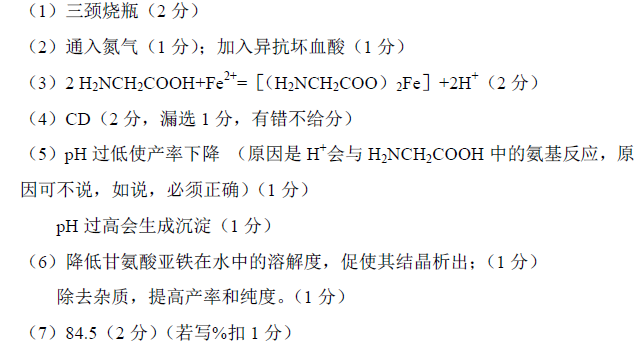 （1）三颈烧瓶（2 分）
（2）通入氮气（1 分）；加入异抗坏血酸（1 分）
（3）2 H₂NCH₂COOH+Fe²⁺=［（H₂NCH₂COO）₂Fe］+2H⁺（2 分）
（4）CD（2 分，漏选 1 分，有错不给分）
（5）pH 过低使产率下降 （原因是 H⁺会与 H₂NCH₂COOH 中的氨基反应，原
因可不说，如说，必须正确）（1 分）
pH 过高会生成沉淀（1 分）
（6）降低甘氨酸亚铁在水中的溶解度，促使其结晶析出；（1 分）
除去杂质，提高产率和纯度。（1 分）
（7）84.5（2 分）（若写%扣 1 分）